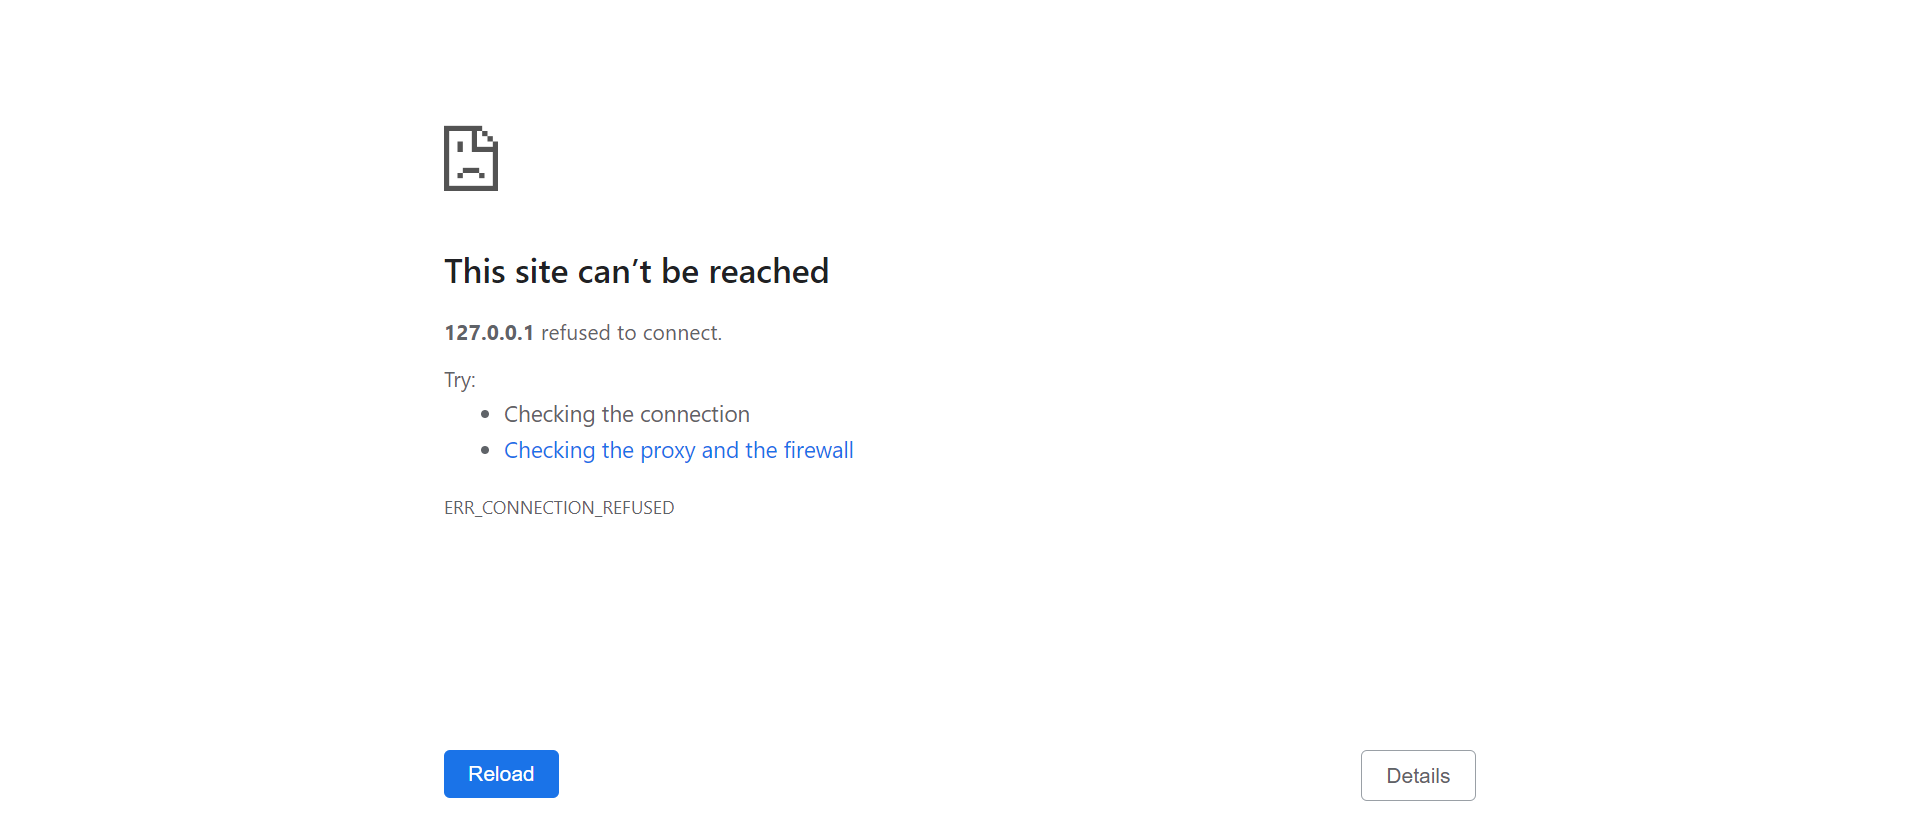 This site can’t be reached
127.0.0.1 refused to connect.
Try:
Checking the connection
Checking the proxy and the firewall
ERR_CONNECTION_REFUSED
Reload
Details